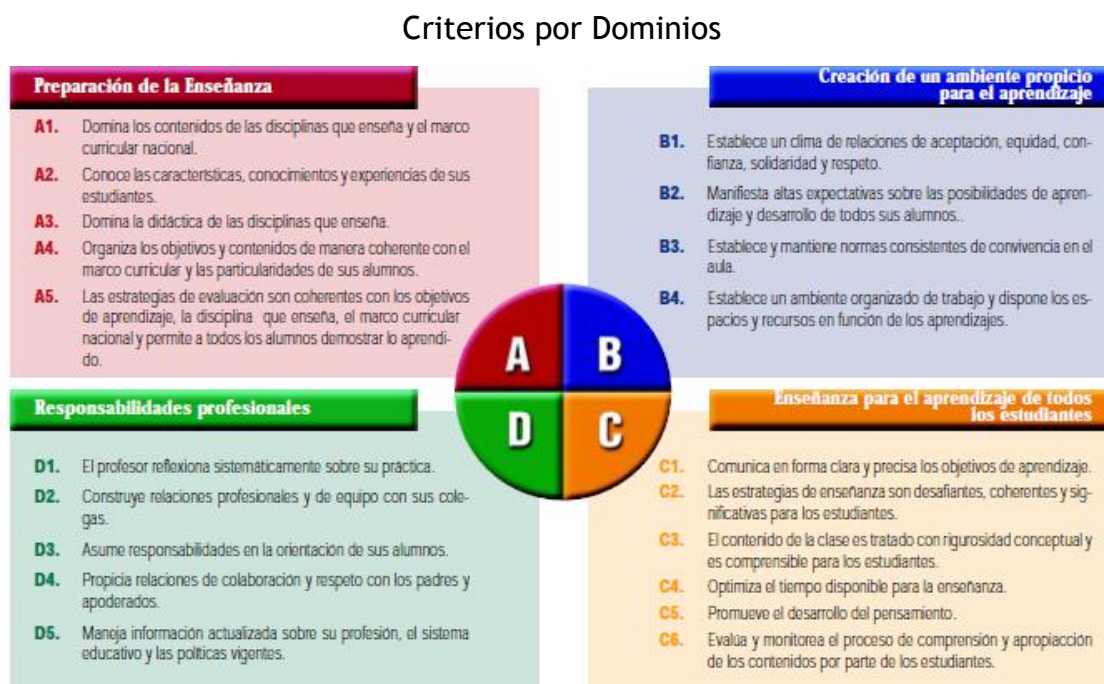 Criterios por Dominios
Preparación de la Enseñanza
A1. Domina los contenidos de las disciplinas que enseña y el marco
curricular nacional.
A2. Conoce las características, conocimientos y experiencias de sus
estudiantes.
A3. Domina la didáctica de las disciplinas que enseña.
A4. Organiza los objetivos y contenidos de manera coherente con el
marco curricular y las particularidades de sus alumnos.
A5. Las estrategias de evaluación son coherentes con los objetivos
de aprendizaje, la disciplina que enseña, el marco curricular
nacional y permite a todos los alumnos demostrar lo aprendi-
do.
Creación de un ambiente propicio
para el aprendizaje
B1. Establece un clima de relaciones de aceptación, equidad, con-
fianza, solidaridad y respeto.
B2. Manifiesta altas expectativas sobre las posibilidades de apren-
dizaje y desarrollo de todos sus alumnos..
B3. Establece y mantiene normas consistentes de convivencia en el
aula.
B4. Establece un ambiente organizado de trabajo y dispone los es-
pacios y recursos en función de los aprendizajes.
A B
D C
Responsabilidades profesionales
D1. El profesor reflexiona sistemáticamente sobre su práctica.
D2. Construye relaciones profesionales y de equipo con sus cole-
gas.
D3. Asume responsabilidades en la orientación de sus alumnos.
D4. Propicia relaciones de colaboración y respeto con los padres y
apoderados.
D5. Maneja información actualizada sobre su profesión, el sistema
educativo y las políticas vigentes.
Enseñanza para el aprendizaje de todos
los estudiantes
C1. Comunica en forma clara y precisa los objetivos de aprendizaje.
C2. Las estrategias de enseñanza son desafiantes, coherentes y sig-
nificativas para los estudiantes.
C3. El contenido de la clase es tratado con rigurosidad conceptual y
es comprensible para los estudiantes.
C4. Optimiza el tiempo disponible para la enseñanza.
C5. Promueve el desarrollo del pensamiento.
C6. Evalúa y monitorea el proceso de comprensión y apropiacción
de los contenidos por parte de los estudiantes.